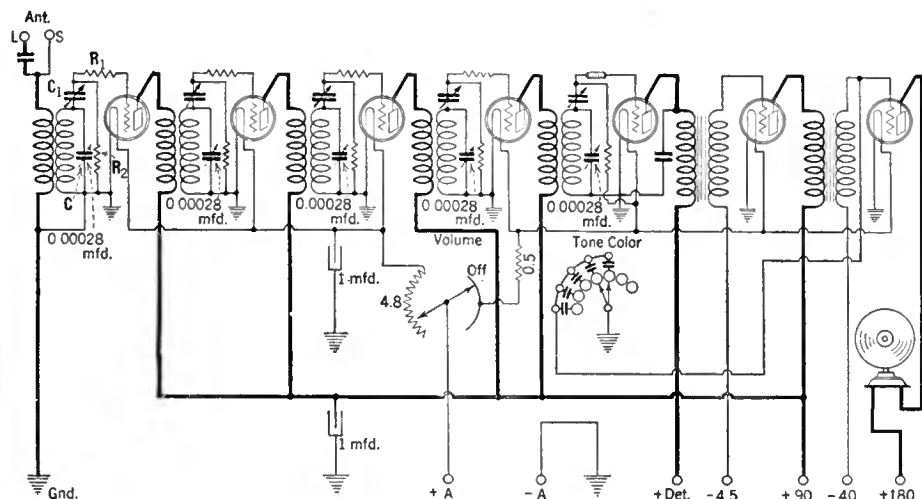 Ant.
L S
R1
C1
R2
C
0.00028
mfd.
0.00028
mfd.
0.00028
mfd.
0.00028
mfd.
0.00028
mfd.
Volume
Tone Color
Off
0.5
4.8
1 mfd.
1 mfd.
Gnd.
+ A
- A
+ Det.
-4.5
+90
-40
+180